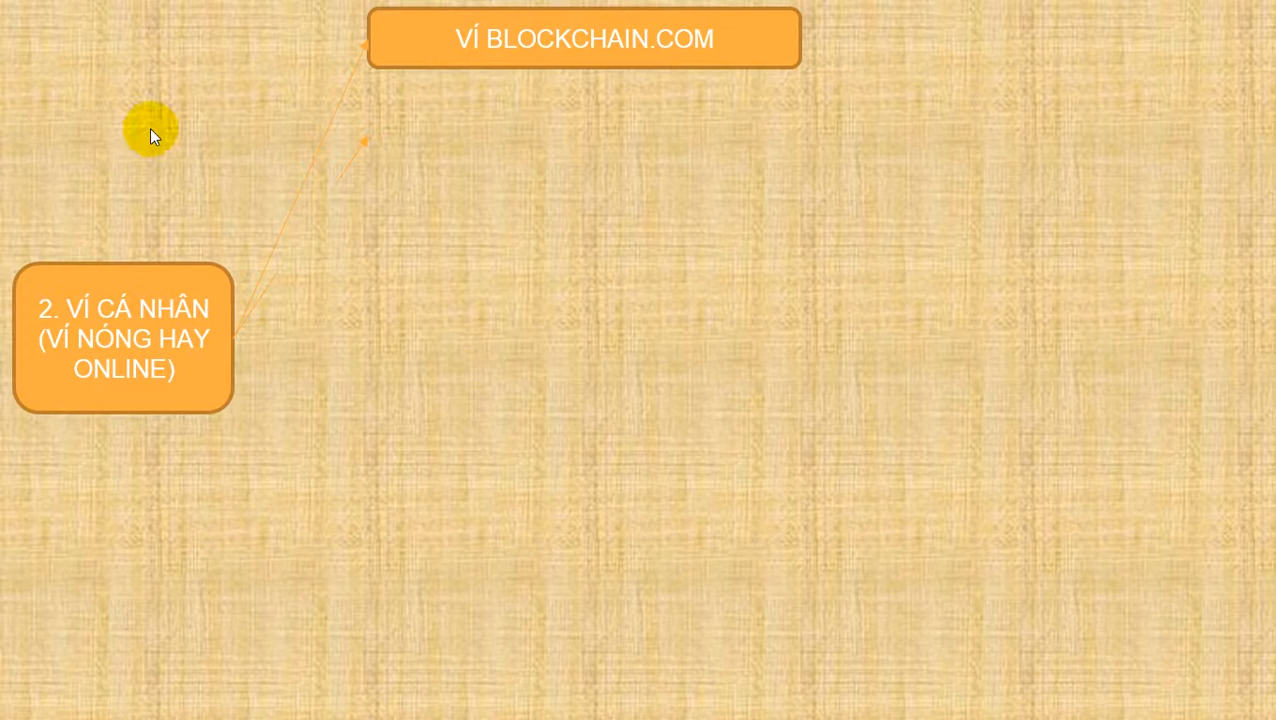 VÍ BLOCKCHAIN.COM
2. VÍ CÁ NHÂN
(VÍ NÓNG HAY
ONLINE)